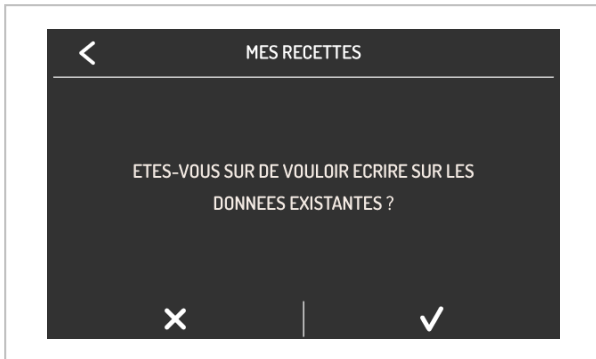 MES RECETTES
ETES-VOUS SUR DE VOULOIR ECRIRE SUR LES
DONNEES EXISTANTES ?